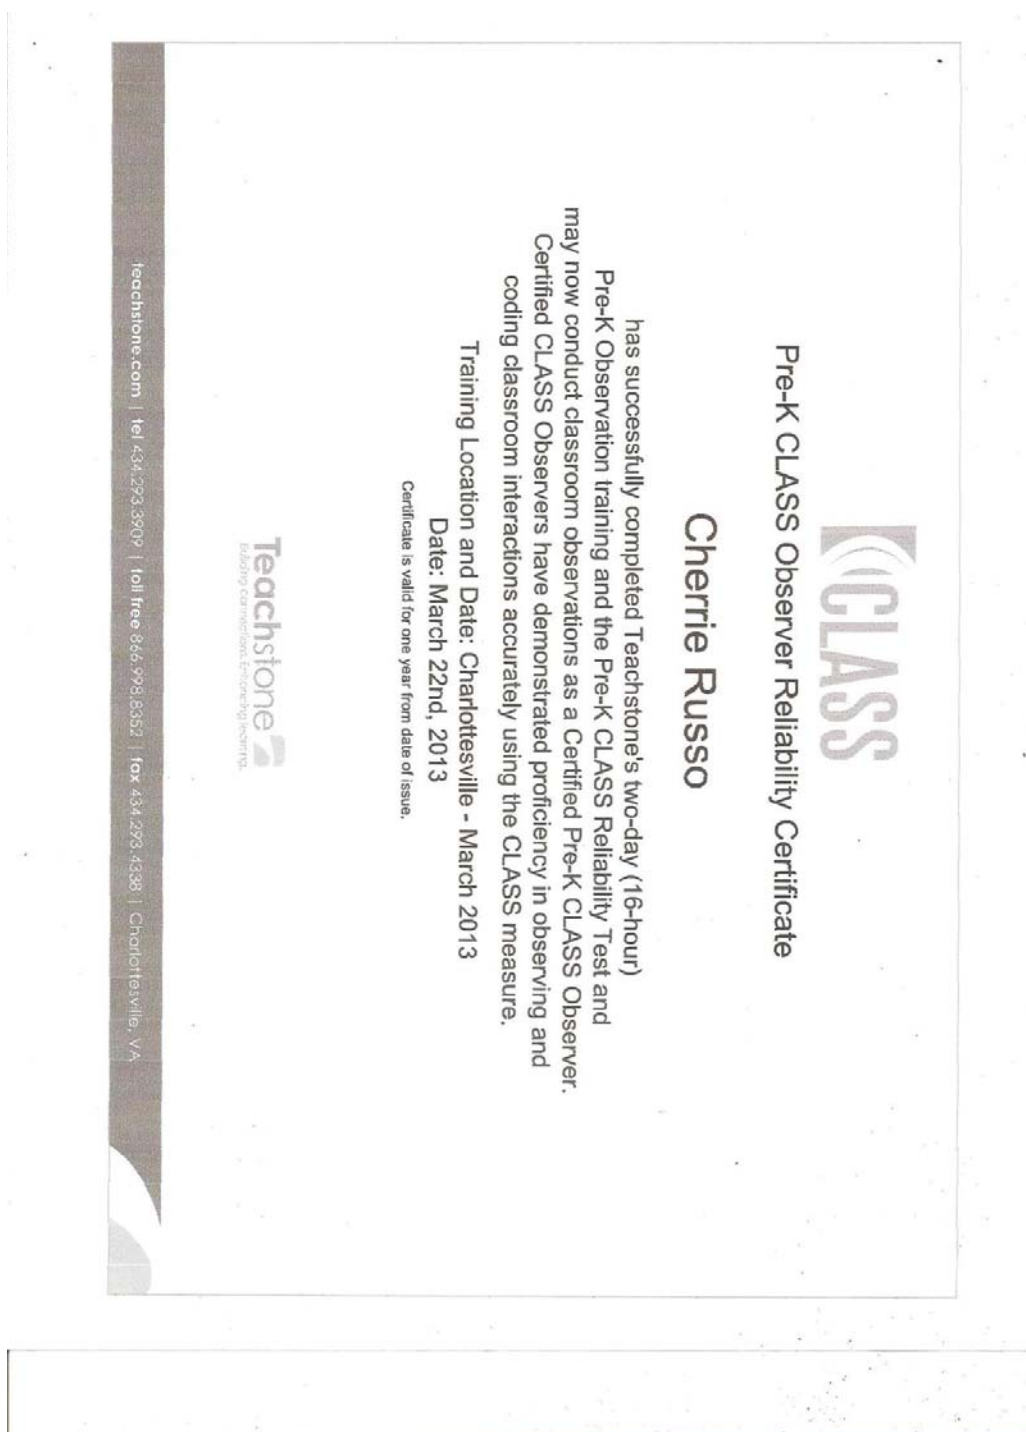 CLASS
Pre-K CLASS Observer Reliability Certificate
Cherrie Russo
has successfully completed Teachstone's two-day (16-hour)
Pre-K Observation training and the Pre-K CLASS Reliability Test and
may now conduct classroom observations as a Certified Pre-K CLASS Observer.
Certified CLASS Observers have demonstrated proficiency in observing and
coding classroom interactions accurately using the CLASS measure.
Training Location and Date: Charlottesville - March 2013
Date: March 22nd, 2013
Certificate is valid for one year from date of issue.
Teachstone
Building connections. Enhancing learning.
teachstone.com | tel 434.293.3909 | toll free 866.998.8352 | fax 434.293.4338 | Charlottesville, VA